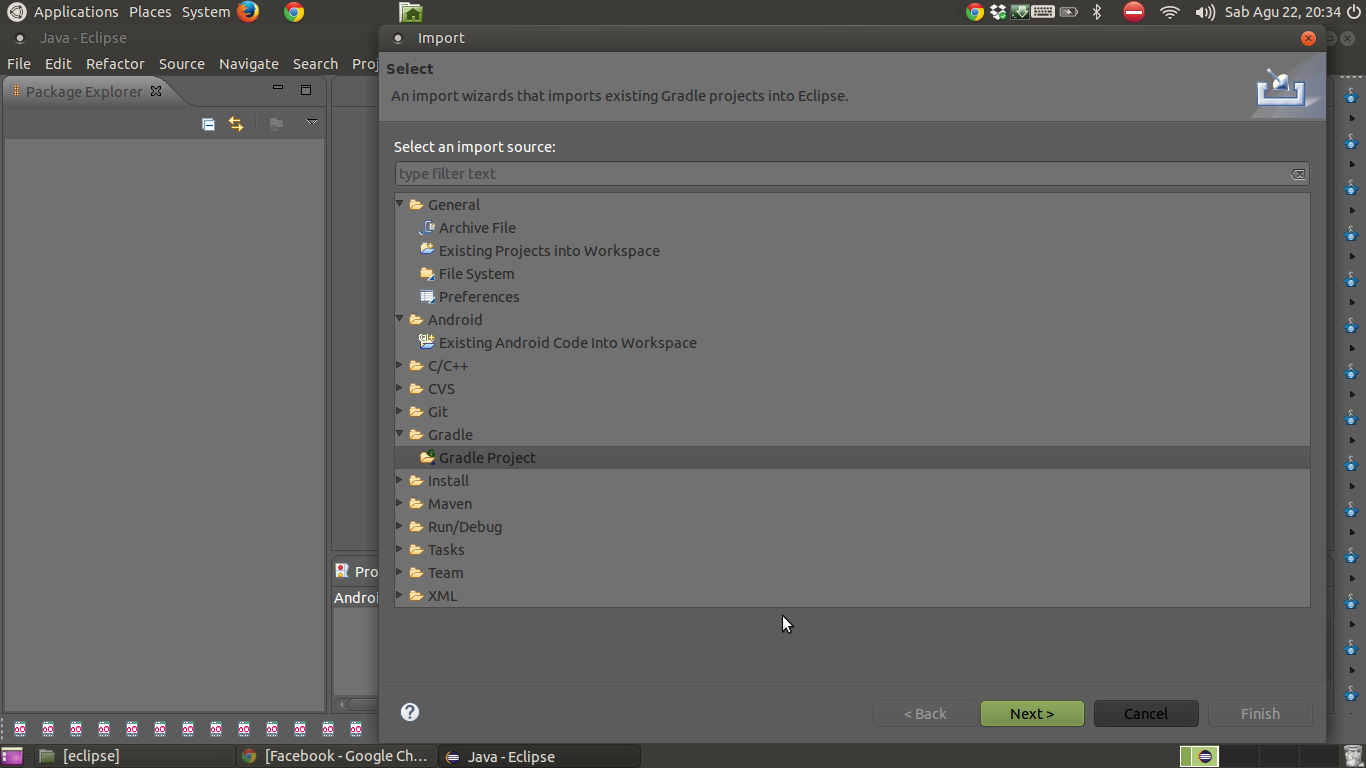 Applications Places System
Sab Agu 22, 20:34
Java - Eclipse
Import
File Edit Refactor Source Navigate Search Proj
Select
An import wizards that imports existing Gradle projects into Eclipse.
Package Explorer
Select an import source:
type filter text
General
Archive File
Existing Projects into Workspace
File System
Preferences
Android
Existing Android Code Into Workspace
C/C++
CVS
Git
Gradle
Gradle Project
Install
Maven
Run/Debug
Tasks
Team
XML
Pro
Androi
< Back
Next >
Cancel
Finish
[eclipse]
[Facebook - Google Ch...
Java - Eclipse